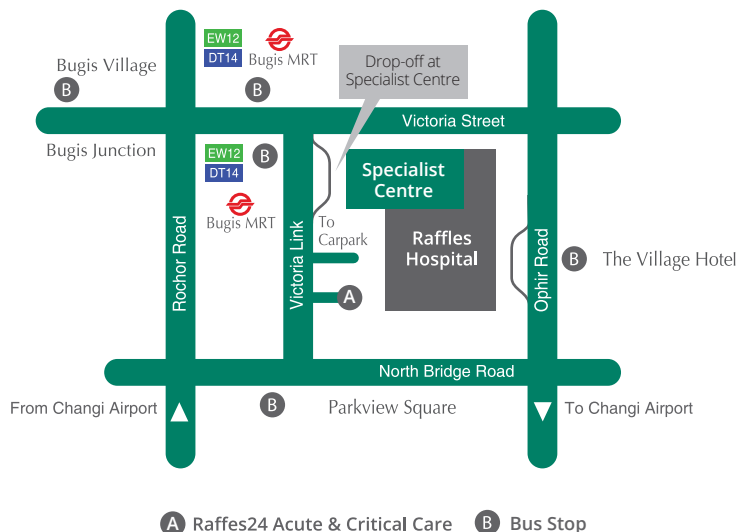 EW12
DT14
Bugis MRT
Drop-off at
Specialist Centre
Bugis Village
B
B
Victoria Street
Bugis Junction
EW12
DT14
B
Bugis MRT
Specialist
Centre
To
Carpark
Raffles
Hospital
Rochor Road
Victoria Link
Ophir Road
B
The Village Hotel
A
North Bridge Road
From Changi Airport
B
Parkview Square
To Changi Airport
A Raffes24 Acute & Critical Care
B Bus Stop